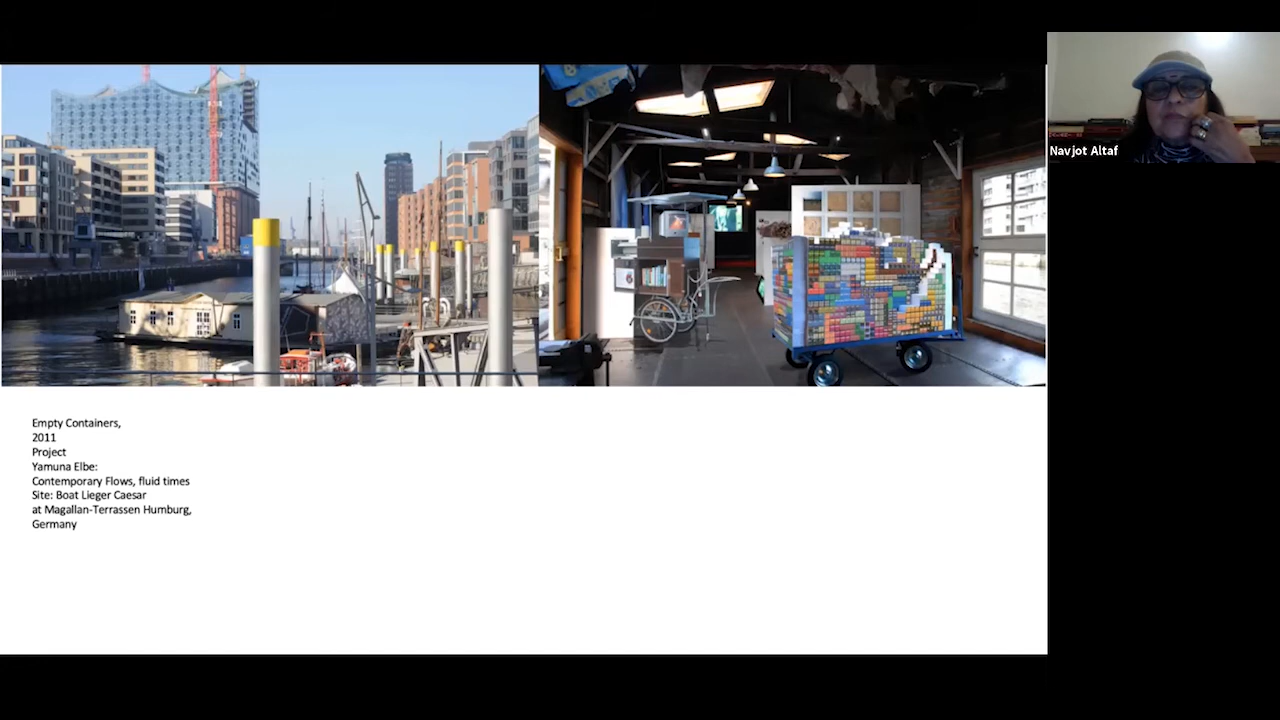 Navjot Altaf
Empty Containers,
2011
Project
Yamuna Elbe:
Contemporary Flows, fluid times
Site: Boat Lieger Caesar
at Magallan-Terrassen Humburg,
Germany